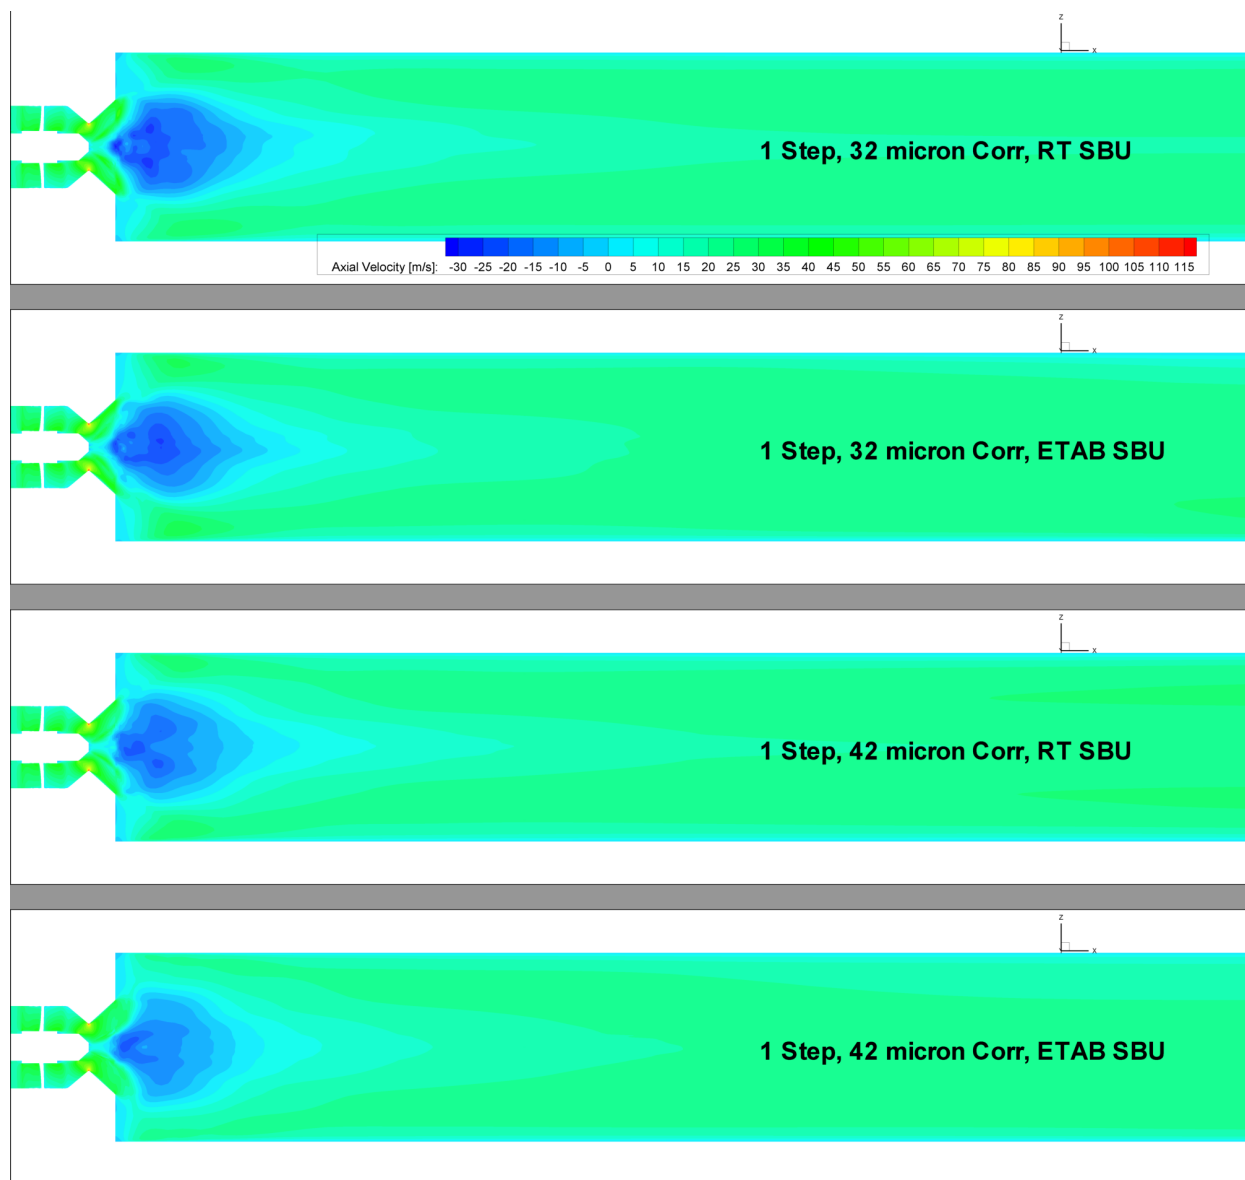 z
x
1 Step, 32 micron Corr, RT SBU
Axial Velocity [m/s]: -30 -25 -20 -15 -10 -5 0 5 10 15 20 25 30 35 40 45 50 55 60 65 70 75 80 85 90 95 100 105 110 115
z
x
1 Step, 32 micron Corr, ETAB SBU
z
x
1 Step, 42 micron Corr, RT SBU
z
x
1 Step, 42 micron Corr, ETAB SBU